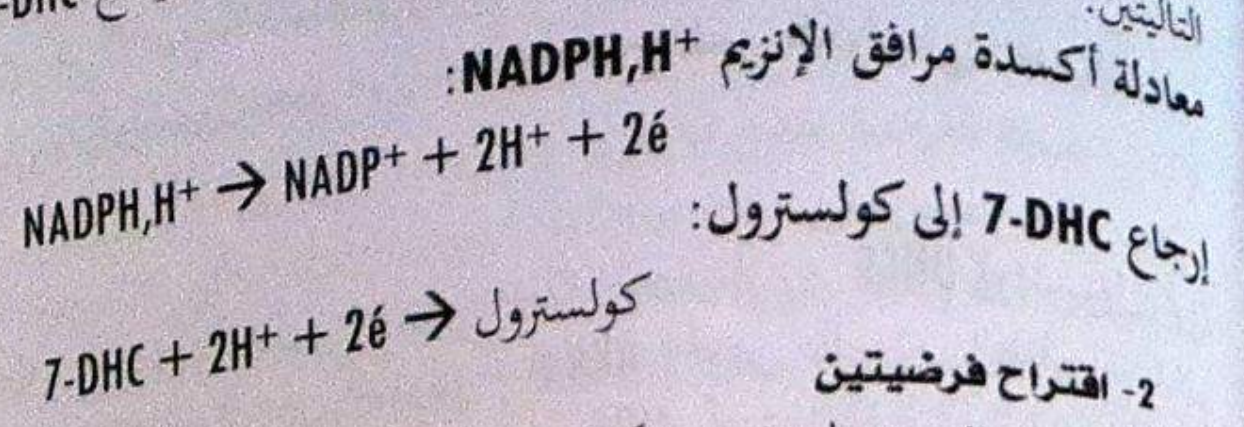 التاليتين.
معادلة أكسدة مرافق الإنزيم NADPH,H⁺:
NADPH,H⁺ → NADP⁺ + 2H⁺ + 2é
إرجاع 7-DHC إلى كولسترول:
7-DHC + 2H⁺ + 2é → كولسترول
2- اقتراح فرضيتين